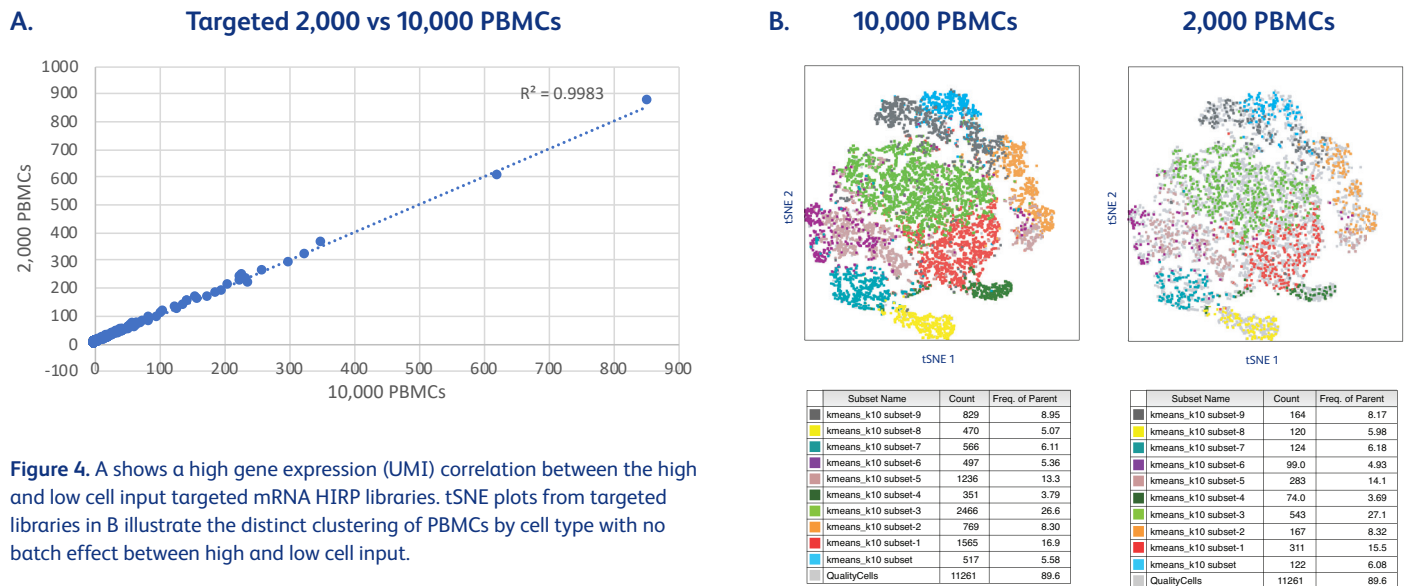 A.
Targeted 2,000 vs 10,000 PBMCs
1000
900
800
700
600
500
400
300
200
100
0
-100
2,000 PBMCs
R² = 0.9983
0 100 200 300 400 500 600 700 800 900
10,000 PBMCs
Figure 4. A shows a high gene expression (UMI) correlation between the high
and low cell input targeted mRNA HIRP libraries. tSNE plots from targeted
libraries in B illustrate the distinct clustering of PBMCs by cell type with no
batch effect between high and low cell input.
B.
10,000 PBMCs
tSNE 2
tSNE 1
Subset Name Count Freq. of Parent
kmeans_k10 subset-9 829 8.95
kmeans_k10 subset-8 470 5.07
kmeans_k10 subset-7 566 6.11
kmeans_k10 subset-6 497 5.36
kmeans_k10 subset-5 1236 13.3
kmeans_k10 subset-4 351 3.79
kmeans_k10 subset-3 2466 26.6
kmeans_k10 subset-2 769 8.30
kmeans_k10 subset-1 1565 16.9
kmeans_k10 subset 517 5.58
QualityCells 11261 89.6
2,000 PBMCs
tSNE 2
tSNE 1
Subset Name Count Freq. of Parent
kmeans_k10 subset-9 164 8.17
kmeans_k10 subset-8 120 5.98
kmeans_k10 subset-7 124 6.18
kmeans_k10 subset-6 99.0 4.93
kmeans_k10 subset-5 283 14.1
kmeans_k10 subset-4 74.0 3.69
kmeans_k10 subset-3 543 27.1
kmeans_k10 subset-2 167 8.32
kmeans_k10 subset-1 311 15.5
kmeans_k10 subset 122 6.08
QualityCells 11261 89.6